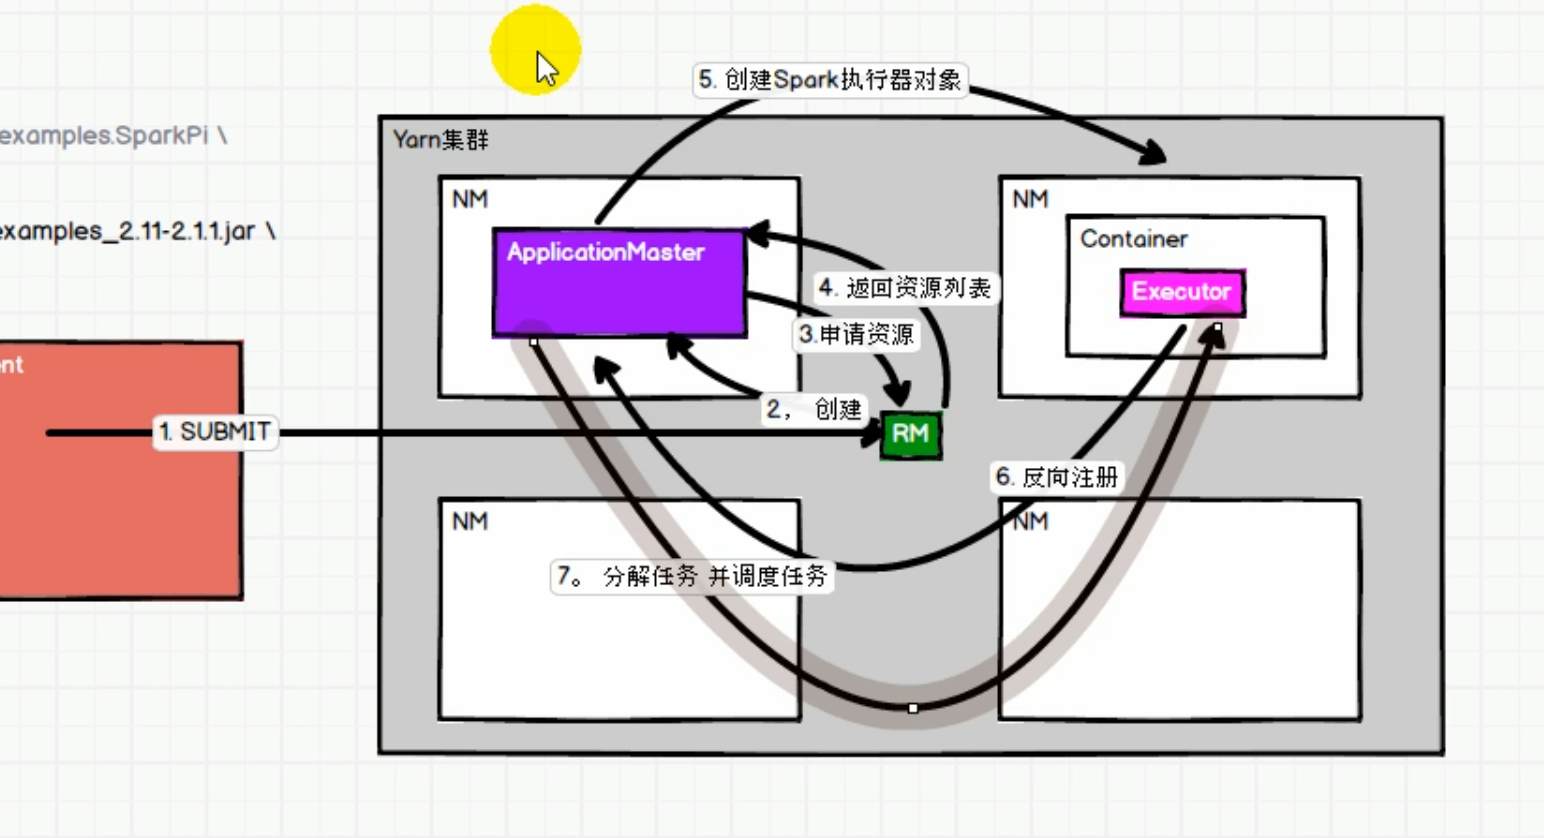 5. 创建Spark执行器对象
examples.SparkPi \
Yarn集群
NM
NM
examples_2.11-2.1.1.jar \
ApplicationMaster
Container
4. 返回资源列表
Executor
3.申请资源
nt
2， 创建
1. SUBMIT
RM
6. 反向注册
NM
NM
7。 分解任务 并调度任务